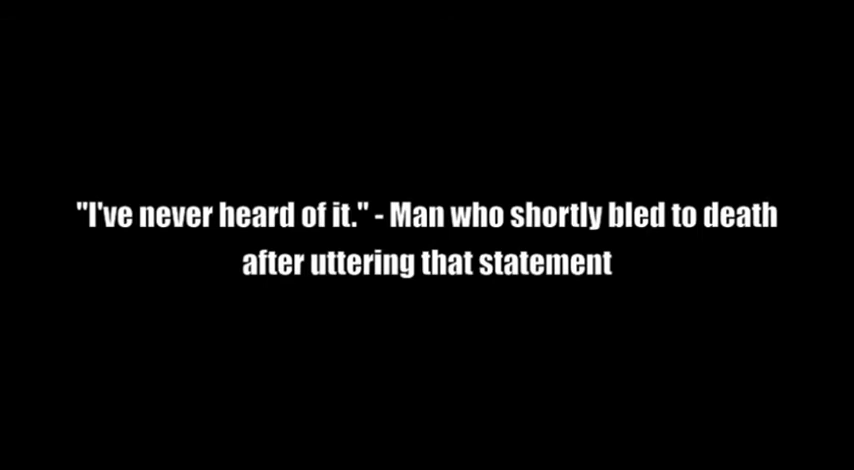 "I've never heard of it." - Man who shortly bled to death
after uttering that statement